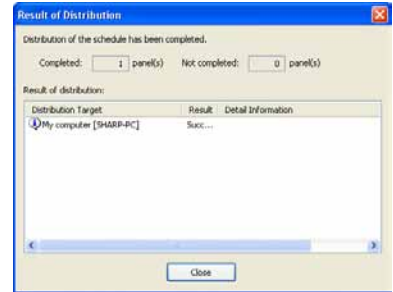 Result of Distribution
Distribution of the schedule has been completed.
Completed: 1 panel(s) Not completed: 0 panel(s)
Result of distribution:
Distribution Target Result Detail Information
My computer [SHARP-PC] Succ...
Close